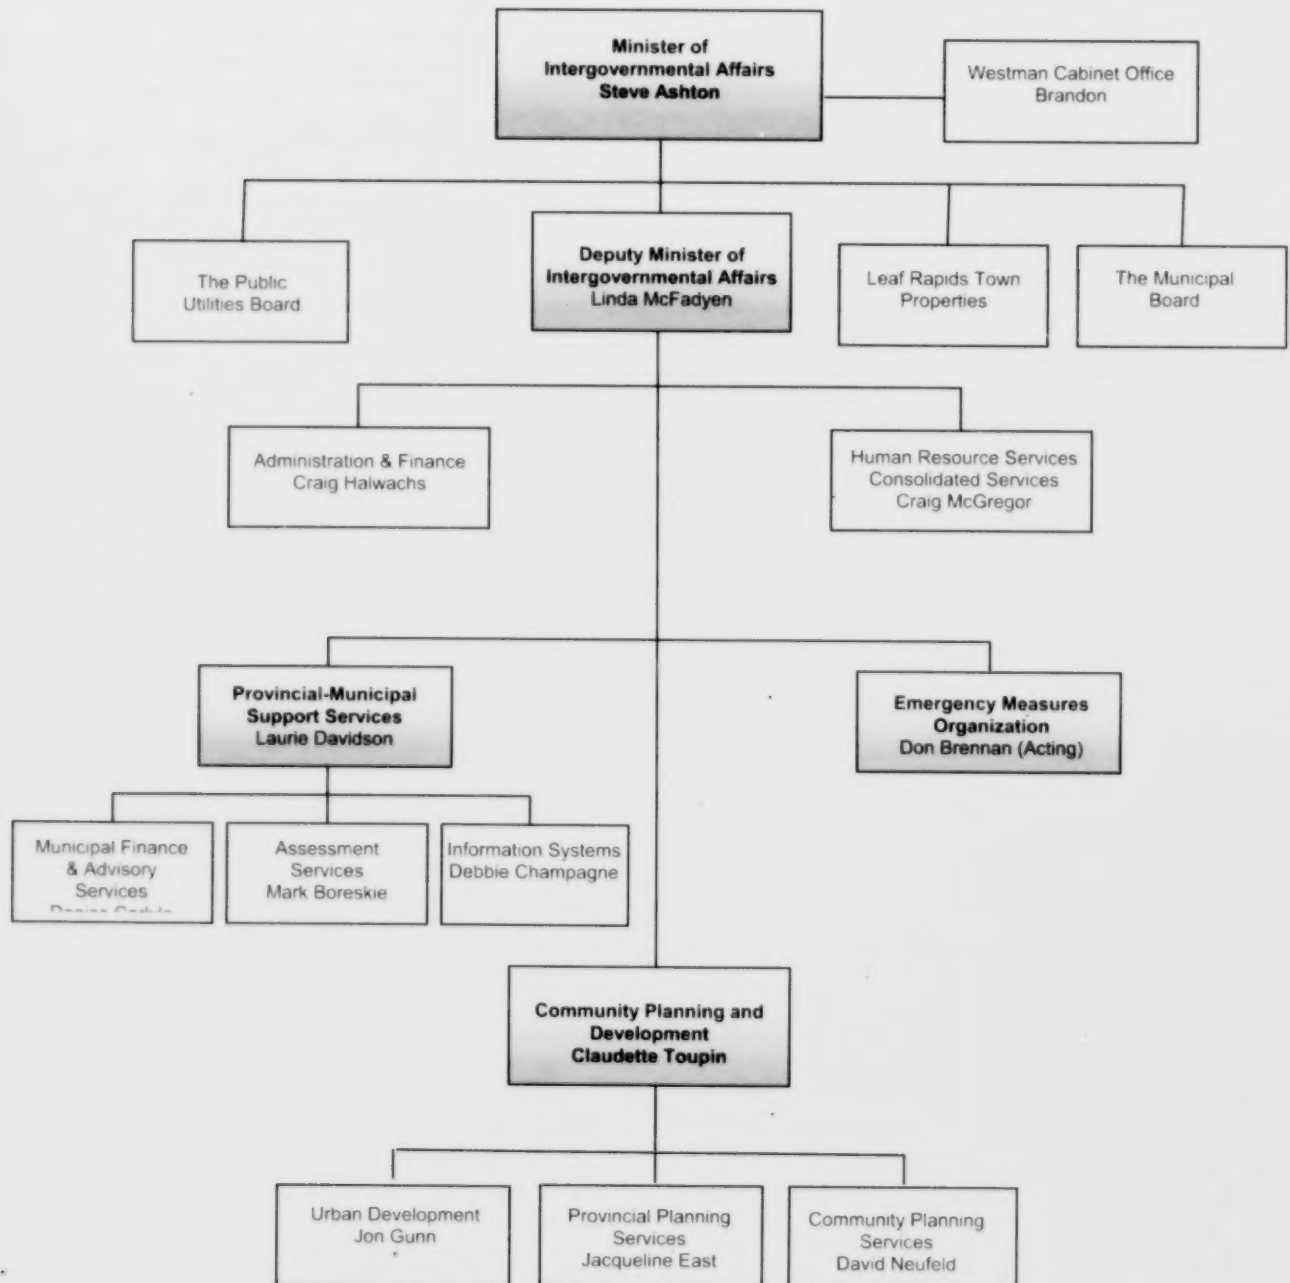 Minister of
Intergovernmental Affairs
Steve Ashton
Westman Cabinet Office
Brandon
The Public
Utilities Board
Deputy Minister of
Intergovernmental Affairs
Linda McFadyen
Leaf Rapids Town
Properties
The Municipal
Board
Administration & Finance
Craig Halwachs
Human Resource Services
Consolidated Services
Craig McGregor
Provincial-Municipal
Support Services
Laurie Davidson
Emergency Measures
Organization
Don Brennan (Acting)
Municipal Finance
& Advisory
Services
Assessment
Services
Mark Boreskie
Information Systems
Debbie Champagne
Community Planning and
Development
Claudette Toupin
Urban Development
Jon Gunn
Provincial Planning
Services
Jacqueline East
Community Planning
Services
David Neufeld